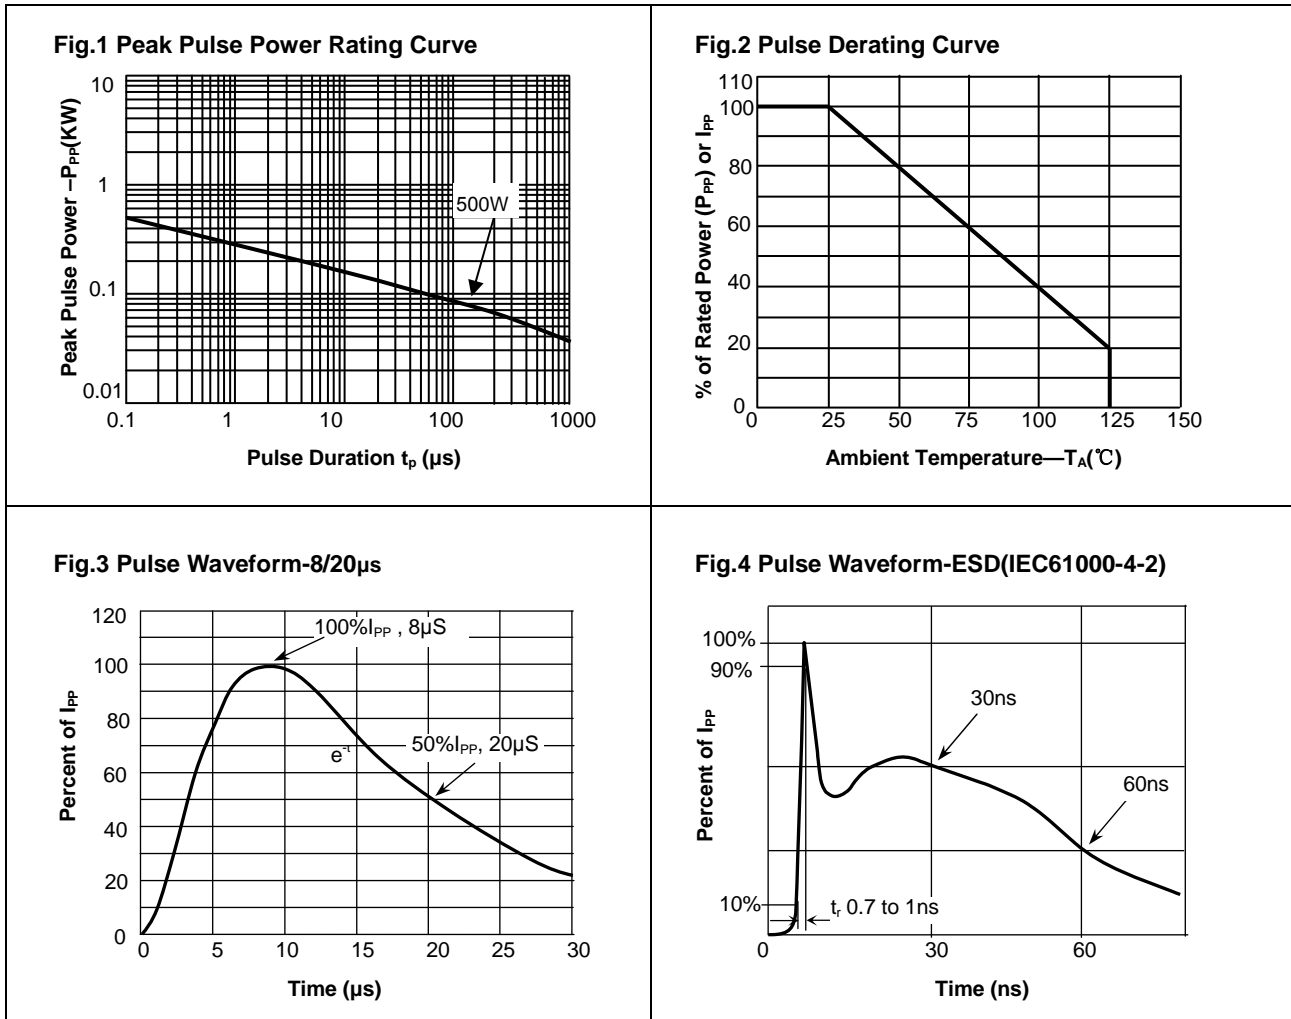 Fig.1 Peak Pulse Power Rating Curve
Peak Pulse Power –PPP(KW)
10
1
0.1
0.01
500W
0.1 1 10 100 1000
Pulse Duration tp (μs)
Fig.2 Pulse Derating Curve
% of Rated Power (PPP) or IPP
110
100
80
60
40
20
0
0 25 50 75 100 125 150
Ambient Temperature—TA(℃)
Fig.3 Pulse Waveform-8/20μs
Percent of IPP
120
100
80
60
40
20
0
100%IPP , 8μS
e-t
50%IPP, 20μS
0 5 10 15 20 25 30
Time (μs)
Fig.4 Pulse Waveform-ESD(IEC61000-4-2)
Percent of IPP
100%
90%
10%
30ns
60ns
tr 0.7 to 1ns
0 30 60
Time (ns)